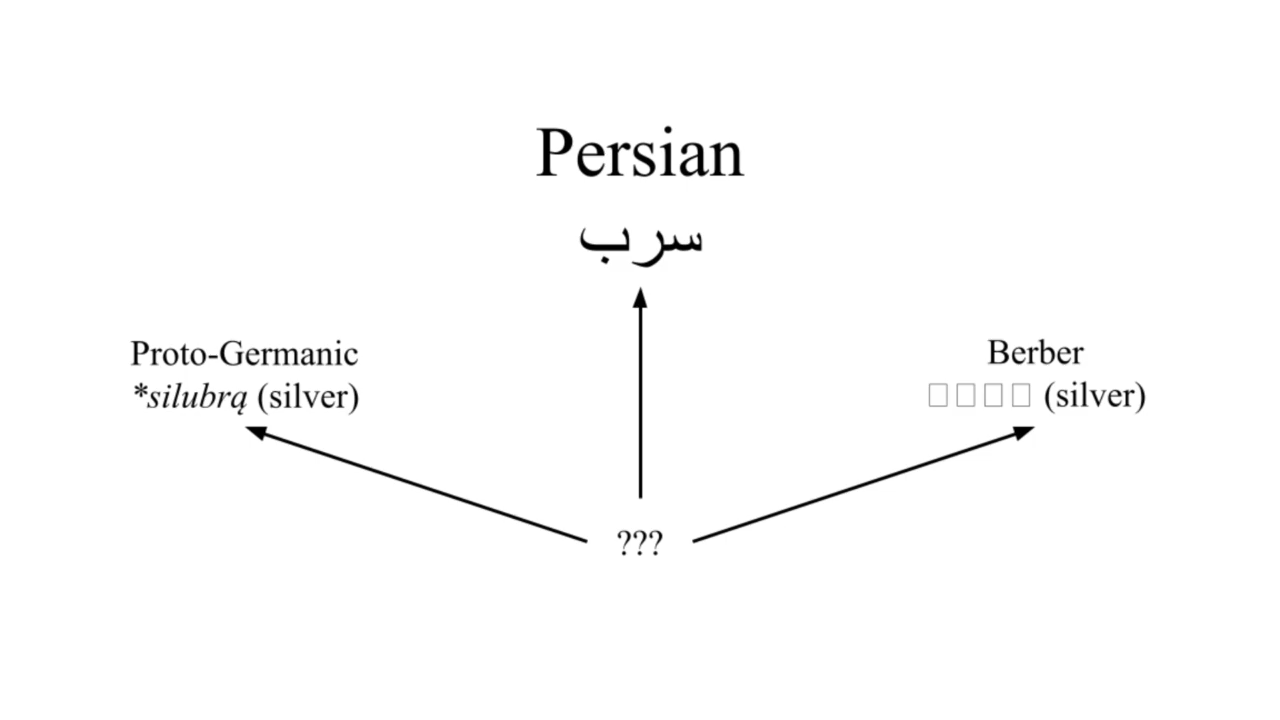 Persian
سرب
Proto-Germanic
*silubrą (silver)
Berber
□□□□ (silver)
???